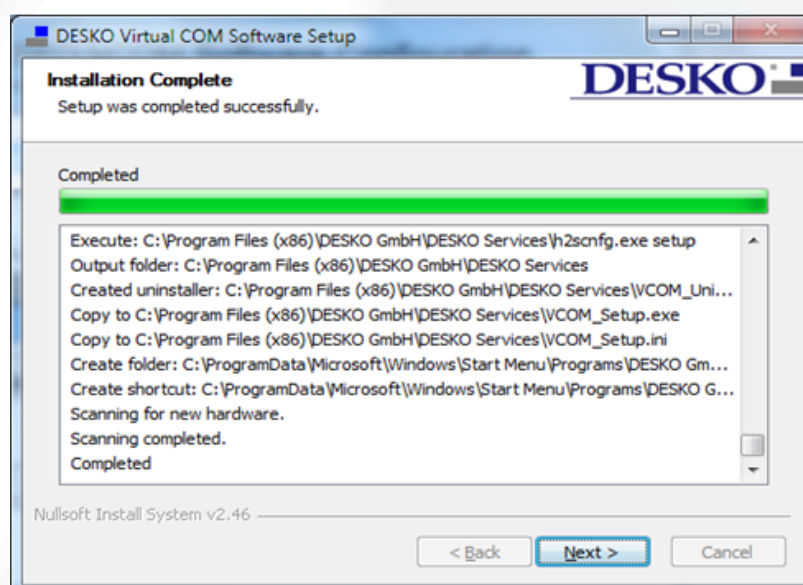 DESKO Virtual COM Software Setup
Installation Complete
Setup was completed successfully.
DESKO
Completed
Execute: C:\Program Files (x86)\DESKO GmbH\DESKO Services\h2scnfg.exe setup
Output folder: C:\Program Files (x86)\DESKO GmbH\DESKO Services
Created uninstaller: C:\Program Files (x86)\DESKO GmbH\DESKO Services\VCOM_Uni...
Copy to C:\Program Files (x86)\DESKO GmbH\DESKO Services\VCOM_Setup.exe
Copy to C:\Program Files (x86)\DESKO GmbH\DESKO Services\VCOM_Setup.ini
Create folder: C:\ProgramData\Microsoft\Windows\Start Menu\Programs\DESKO Gm...
Create shortcut: C:\ProgramData\Microsoft\Windows\Start Menu\Programs\DESKO G...
Scanning for new hardware.
Scanning completed.
Completed
Nullsoft Install System v2.46
< Back Next > Cancel